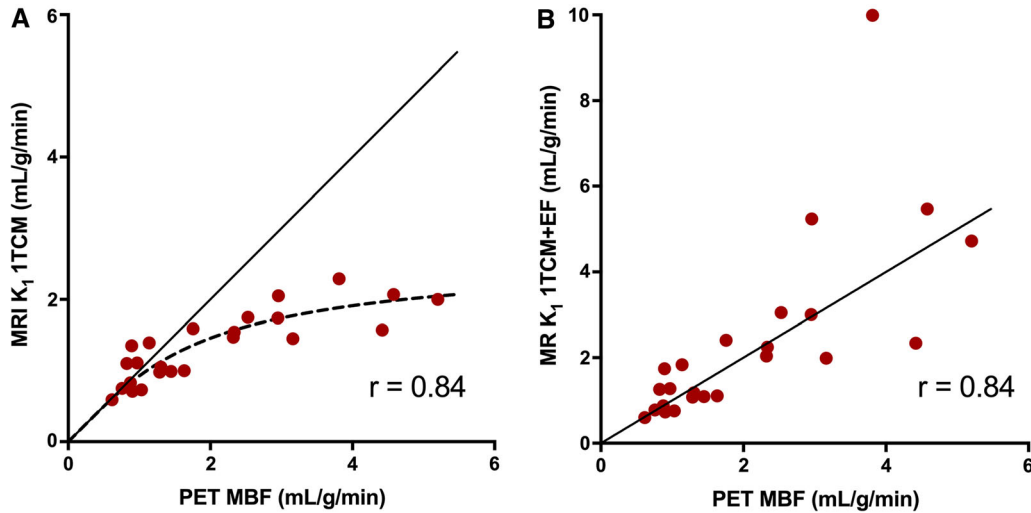 A
MRI K₁ 1TCM (mL/g/min)
6
4
2
0
0 2 4 6
r = 0.84
PET MBF (mL/g/min)
B
MR K₁ 1TCM+EF (mL/g/min)
10
8
6
4
2
0
0 2 4 6
r = 0.84
PET MBF (mL/g/min)